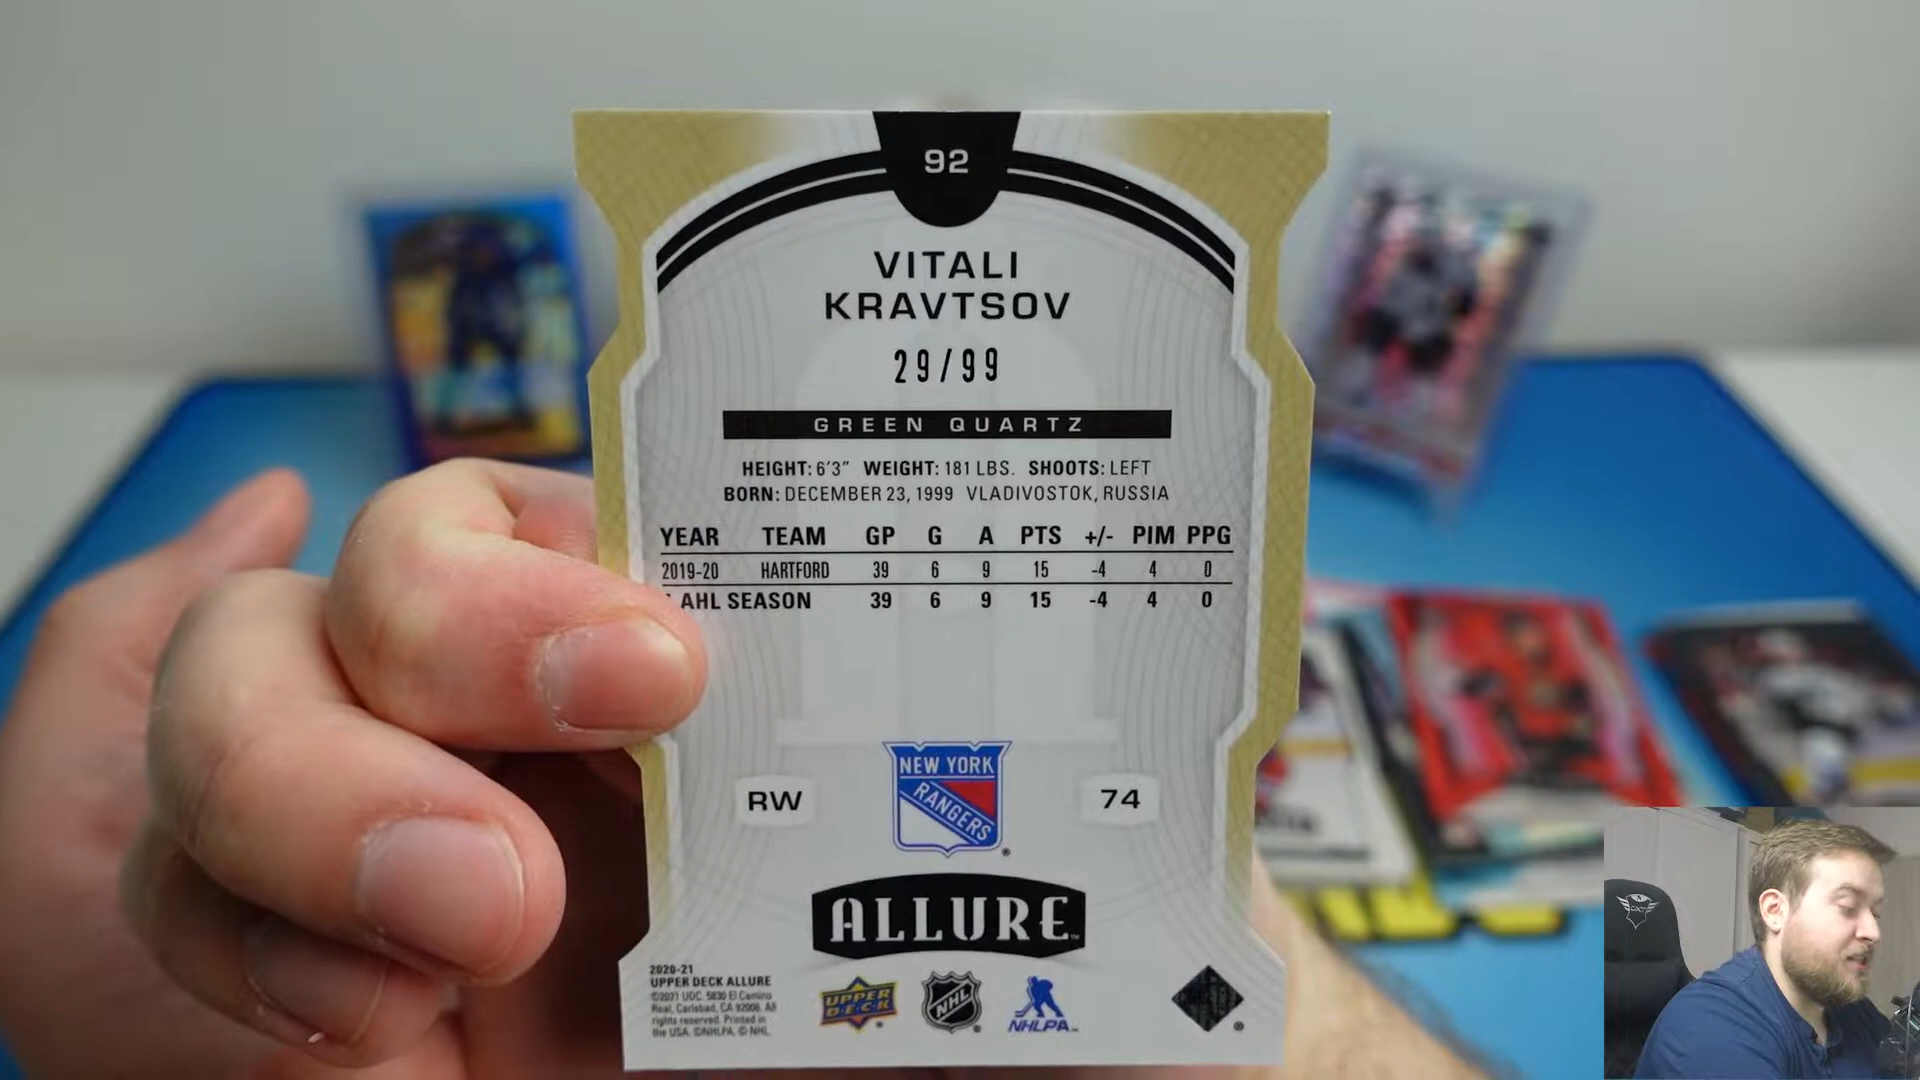 92
VITALI
KRAVTSOV
29/99
GREEN QUARTZ
HEIGHT: 6'3" WEIGHT: 181 LBS. SHOOTS: LEFT
BORN: DECEMBER 23, 1999 VLADIVOSTOK, RUSSIA
YEAR TEAM GP G A PTS +/- PIM PPG
2019-20 HARTFORD 39 6 9 15 -4 4 0
AHL SEASON 39 6 9 15 -4 4 0
NEW YORK
RANGERS
RW
74
ALLURE
2020-21
UPPER DECK ALLURE
©2021 UDC. 5830 El Camino
Real, Carlsbad, CA 92008. All
rights reserved. Printed in
the USA. ©NHLPA. © NHL.
UPPER
DECK
NHL
NHLPA